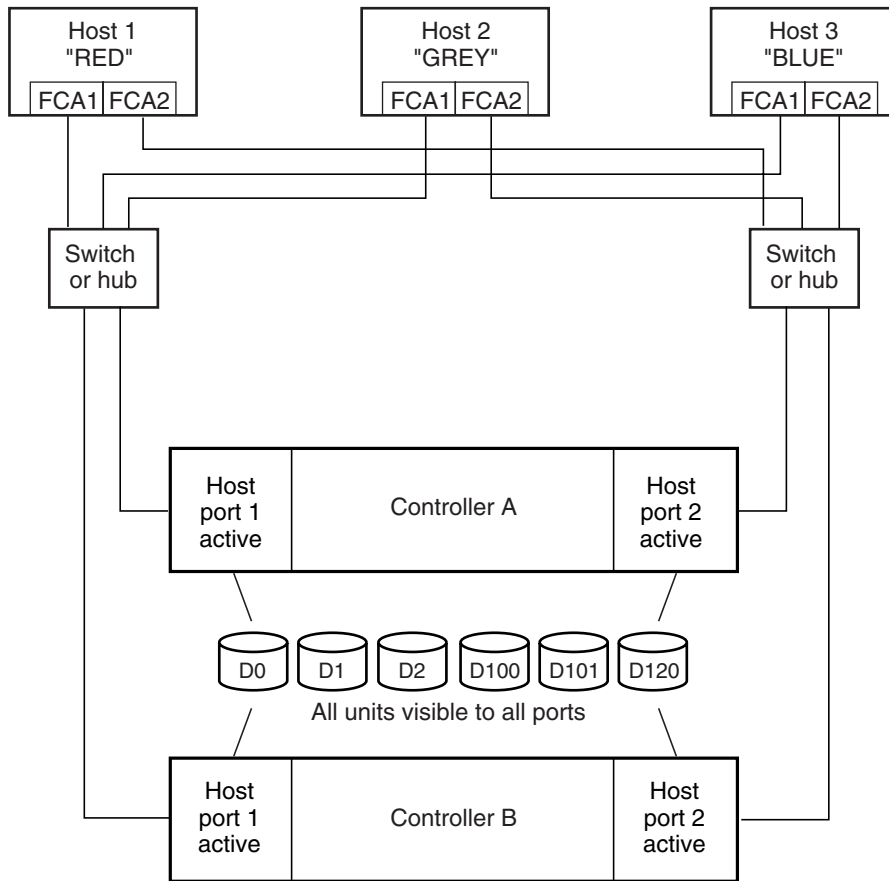 Host 1
"RED"
Host 2
"GREY"
Host 3
"BLUE"
FCA1 FCA2
FCA1 FCA2
FCA1 FCA2
Switch
or hub
Switch
or hub
Host
port 1
active
Controller A
Host
port 2
active
D0
D1
D2
D100
D101
D120
All units visible to all ports
Host
port 1
active
Controller B
Host
port 2
active